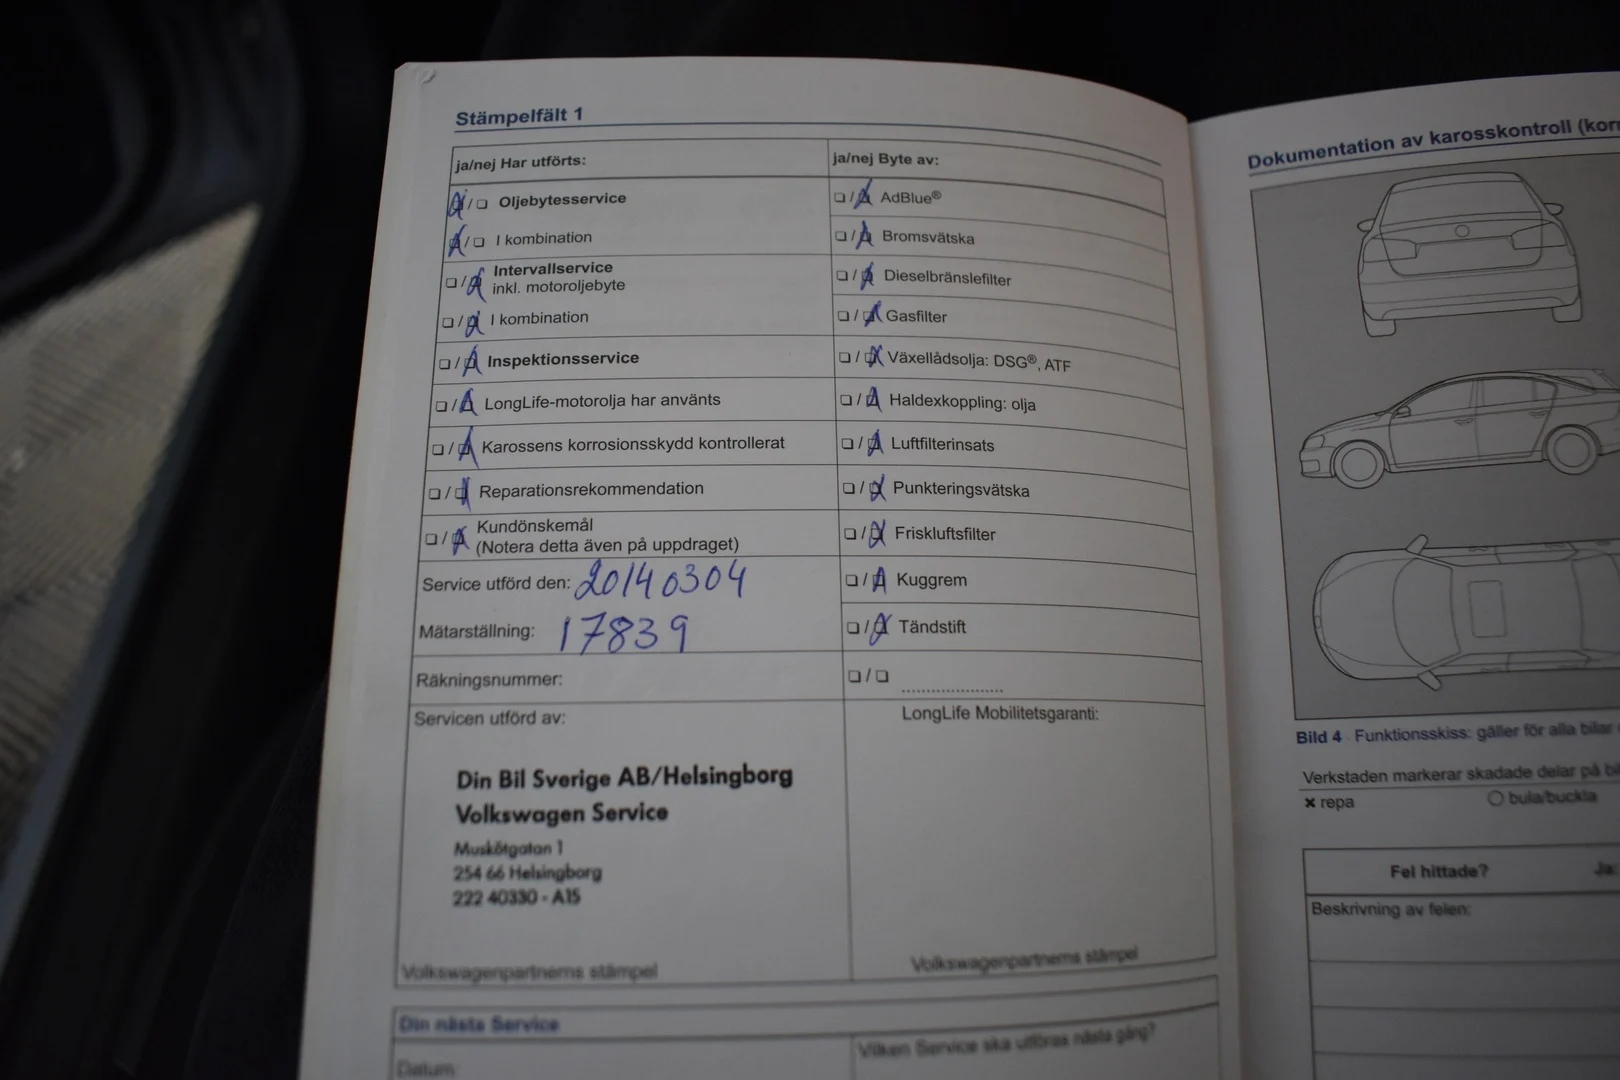 Stämpelfält 1
ja/nej Har utförts:
❏ / ❏ Oljebytesservice
❏ / ❏ I kombination
❏ / ❏ Intervallservice
inkl. motoroljebyte
❏ / ❏ I kombination
❏ / ❏ Inspektionsservice
❏ / ❏ LongLife-motorolja har använts
❏ / ❏ Karossens korrosionsskydd kontrollerat
❏ / ❏ Reparationsrekommendation
❏ / ❏ Kundönskemål
(Notera detta även på uppdraget)
Service utförd den: 20140304
Mätarställning: 17839
Räkningsnummer:
Servicen utförd av:
Din Bil Sverige AB/Helsingborg
Volkswagen Service
Muskötgatan 1
254 66 Helsingborg
222 40330 - A15
Volkswagenpartnerns stämpel
ja/nej Byte av:
❏ / ❏ AdBlue®
❏ / ❏ Bromsvätska
❏ / ❏ Dieselbränslefilter
❏ / ❏ Gasfilter
❏ / ❏ Växellådsolja: DSG®, ATF
❏ / ❏ Haldexkoppling: olja
❏ / ❏ Luftfilterinsats
❏ / ❏ Punkteringsvätska
❏ / ❏ Friskluftsfilter
❏ / ❏ Kuggrem
❏ / ❏ Tändstift
❏ / ❏ ....................
LongLife Mobilitetsgaranti:
Volkswagenpartnerns stämpel
Din nästa Service
Datum:
Vilken Service ska utföras nästa gång?
Dokumentation av karosskontroll
Bild 4 Funktionsskiss: gäller för alla bilar
Verkstaden markerar skadade delar på
× repa
○ bula/buckla
Fel hittade?
Ja:
Beskrivning av felen: